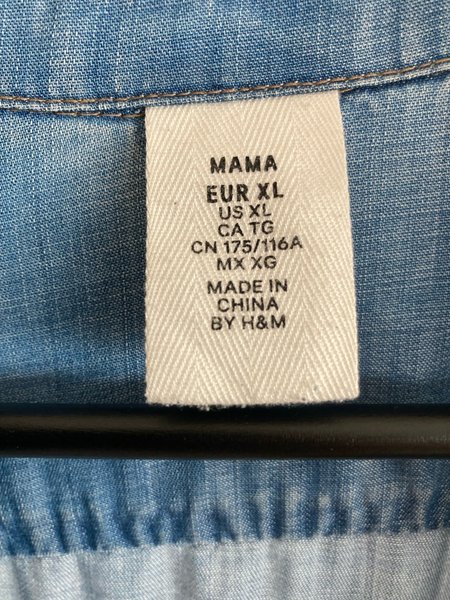 MAMA
EUR XL
US XL
CA TG
CN 175/116A
MX XG
MADE IN
CHINA
BY H&M